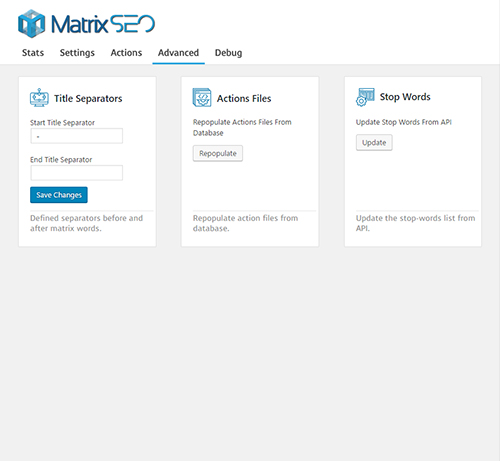 MatrixSEO
Stats Settings Actions Advanced Debug
Title Separators
Start Title Separator
-
End Title Separator
Save Changes
Defined separators before and
after matrix words.
Actions Files
Repopulate Actions Files From
Database
Repopulate
Repopulate action files from
database.
Stop Words
Update Stop Words From API
Update
Update the stop-words list from
API.